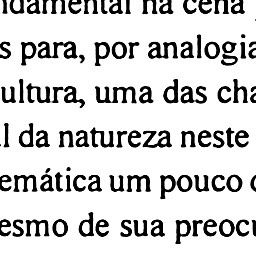 ndamental na cena
s para, por analogia
ultura, uma das cha
l da natureza neste
emática um pouco
esmo de sua preocu